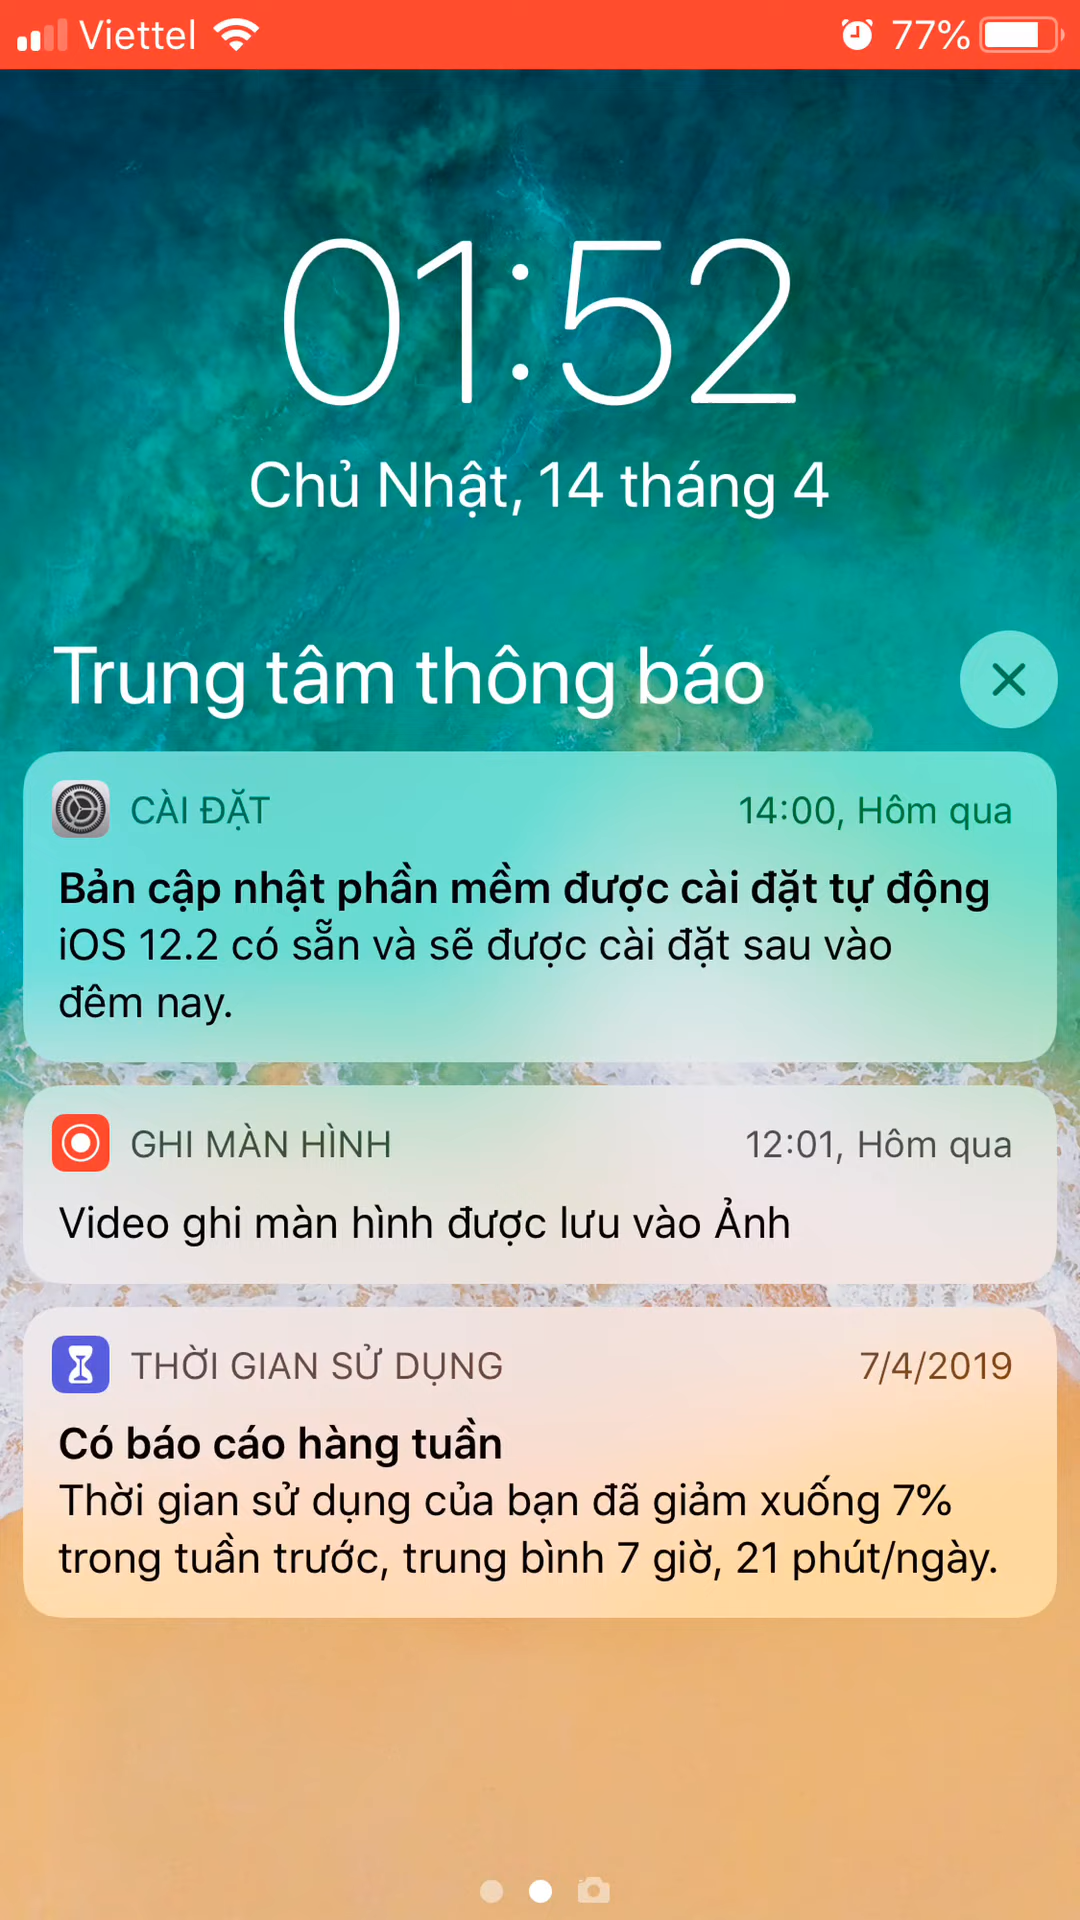 Viettel 77%
01:52
Chủ Nhật, 14 tháng 4
Trung tâm thông báo
CÀI ĐẶT 14:00, Hôm qua
Bản cập nhật phần mềm được cài đặt tự động
iOS 12.2 có sẵn và sẽ được cài đặt sau vào
đêm nay.
GHI MÀN HÌNH 12:01, Hôm qua
Video ghi màn hình được lưu vào Ảnh
THỜI GIAN SỬ DỤNG 7/4/2019
Có báo cáo hàng tuần
Thời gian sử dụng của bạn đã giảm xuống 7%
trong tuần trước, trung bình 7 giờ, 21 phút/ngày.